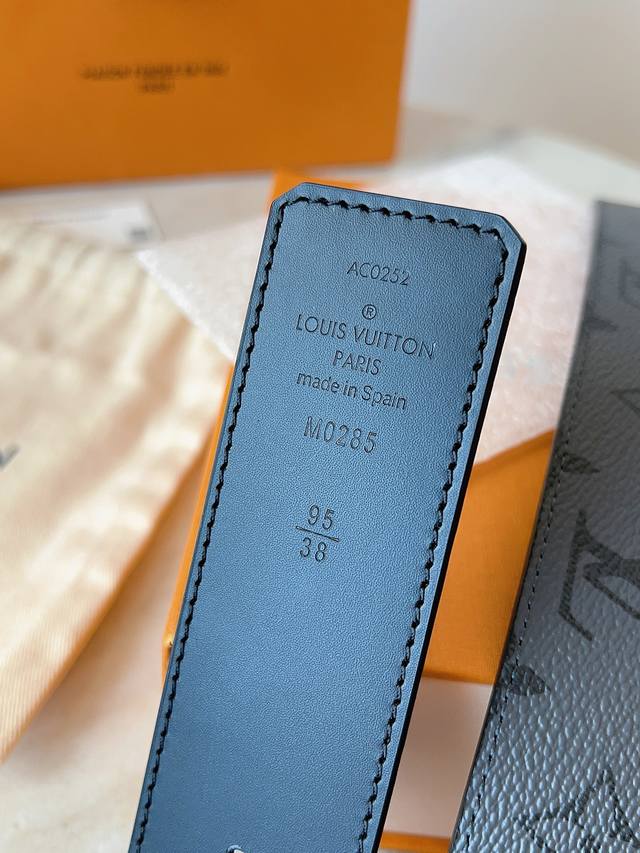 AC0252
®
LOUIS VUITTON
PARIS
made in Spain
M0285
95
38